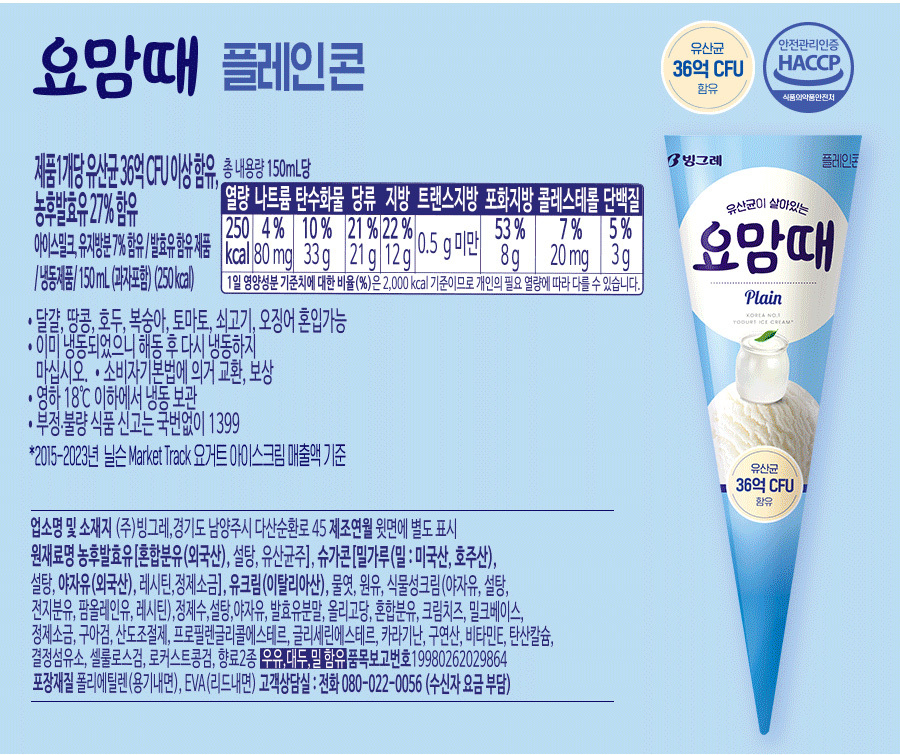 요맘때 플레인콘
유산균
36억 CFU
함유
안전관리인증
HACCP
식품의약품안전처
제품1개당 유산균 36억 CFU 이상 함유,
농후발효유 27% 함유
아이스밀크, 유지방분 7% 함유 / 발효유 함유 제품
/ 냉동제품 / 150 mL (과자포함) (250 kcal)
총 내용량 150mL당
열량 나트륨 탄수화물 당류 지방 트랜스지방 포화지방 콜레스테롤 단백질
250 4 % 10 % 21 % 22 % 0.5 g 미만 53 % 7 % 5 %
kcal 80 mg 33 g 21 g 12 g 8 g 20 mg 3 g
1일 영양성분 기준치에 대한 비율(%)은 2,000 kcal 기준이므로 개인의 필요 열량에 따라 다를 수 있습니다.
• 달걀, 땅콩, 호두, 복숭아, 토마토, 쇠고기, 오징어 혼입가능
• 이미 냉동되었으니 해동 후 다시 냉동하지
마십시오. • 소비자기본법에 의거 교환, 보상
• 영하 18℃ 이하에서 냉동 보관
• 부정·불량 식품 신고는 국번없이 1399
*2015-2023년 닐슨 Market Track 요거트 아이스크림 매출액 기준
업소명 및 소재지 (주)빙그레, 경기도 남양주시 다산순환로 45 제조연월 윗면에 별도 표시
원재료명 농후발효유[혼합분유(외국산), 설탕, 유산균주], 슈가콘[밀가루(밀 : 미국산, 호주산),
설탕, 야자유(외국산), 레시틴, 정제소금], 유크림(이탈리아산), 물엿, 원유, 식물성크림(야자유, 설탕,
전지분유, 팜올레인유, 레시틴), 정제수, 설탕, 야자유, 발효유분말, 올리고당, 혼합분유, 크림치즈, 밀크베이스,
정제소금, 구아검, 산도조절제, 프로필렌글리콜에스테르, 글리세린에스테르, 카라기난, 구연산, 비타민E, 탄산칼슘,
결정섬유소, 셀룰로스검, 로커스트콩검, 향료2종 우유,대두,밀 함유 품목보고번호 19980262029864
포장재질 폴리에틸렌(용기내면), EVA(리드내면) 고객상담실 : 전화 080-022-0056 (수신자 요금 부담)
빙그레
플레인콘
유산균이 살아있는
요맘때
Plain
KOREA NO.1
YOGURT ICE CREAM*
유산균
36억 CFU
함유